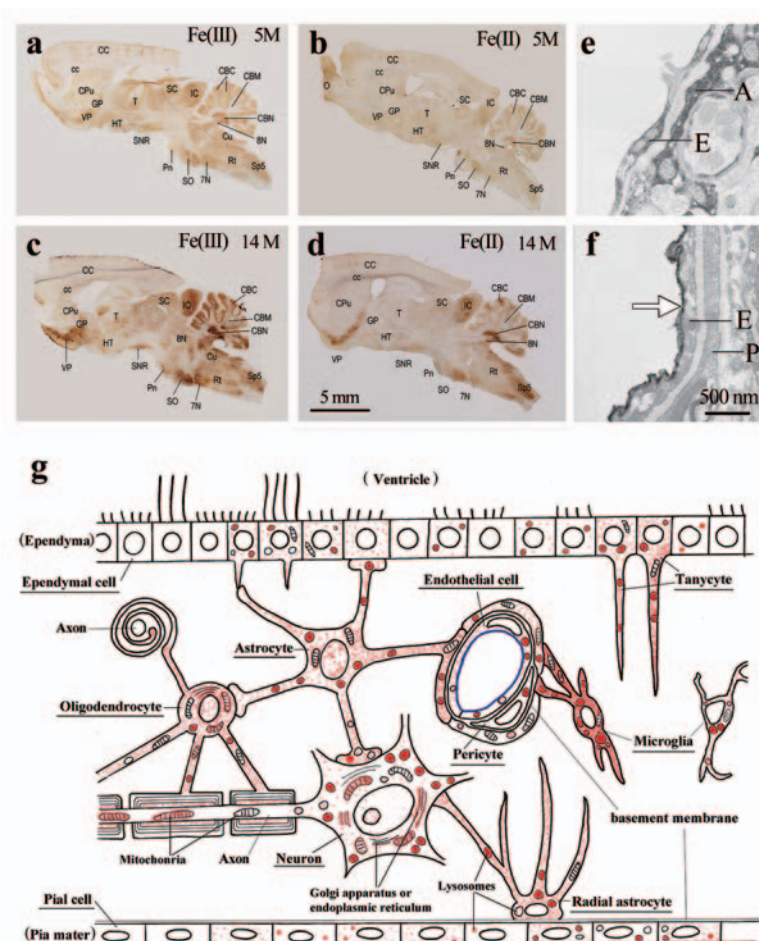 a
Fe(III) 5M
CC
cc
CBC
CBM
CPu
SC
IC
GP
T
CBN
VP
HT
Cu
8N
SNR
Rt
Pn
SO
7N
Sp5
b
Fe(II) 5M
CC
cc
CBC
O
CPu
SC
IC
CBM
GP
T
VP
HT
CBN
8N
SNR
Rt
Pn
SO
7N
Sp5
e
A
E
c
Fe(III) 14 M
CC
cc
CBC
SC
IC
CPu
T
CBM
GP
CBN
HT
8N
VP
SNR
Cu
Pn
Rt
Sp5
SO
7N
d
Fe(II) 14 M
CC
cc
CBC
SC
IC
CPu
T
CBM
GP
CBN
HT
8N
SNR
Cu
Pn
Rt
Sp5
SO
7N
5 mm
f
E
P
500 nm
g
( Ventricle)
(Ependyma)
Ependymal cell
Endothelial cell
Tanycyte
Axon
Astrocyte
Oligodendrocyte
Microglia
Pericyte
basement membrane
Mitochonria
Axon
Neuron
Golgi apparatus or
endoplasmic reticulum
Lysosomes
Radial astrocyte
Pial cell
(Pia mater)